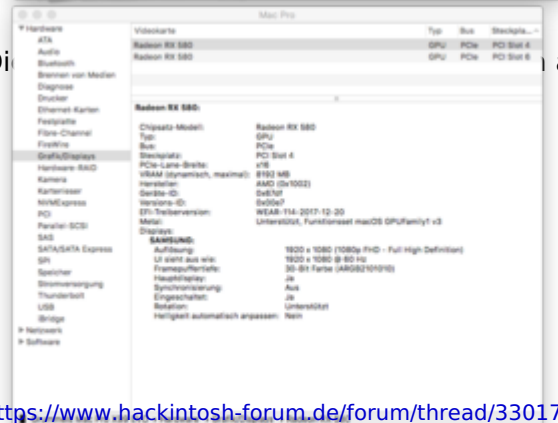 Mac Pro
Hardware
ATA
Audio
Bluetooth
Brennen von Medien
Diagnose
Drucker
Ethernet-Karten
Festplatte
Fibre-Channel
FireWire
Grafik/Displays
Hardware-RAID
Kamera
Kartenleser
NVMExpress
PCI
Parallel-SCSI
SAS
SATA/SATA Express
SPI
Speicher
Stromversorgung
Thunderbolt
USB
iBridge
Netzwerk
Software
Videokarte Typ Bus Steckpla...
Radeon RX 580 GPU PCIe PCI Slot 4
Radeon RX 580 GPU PCIe PCI Slot 6
Radeon RX 580:
Chipsatz-Modell: Radeon RX 580
Typ: GPU
Bus: PCIe
Steckplatz: PCI Slot 4
PCIe-Lane-Breite: x16
VRAM (dynamisch, maximal): 8192 MB
Hersteller: AMD (0x1002)
Geräte-ID: 0x67df
Versions-ID: 0x00e7
EFI-Treiberversion: WEAR-114-2017-12-20
Metal: Unterstützt, Funktionsset macOS GPUFamily1 v3
Displays:
SAMSUNG:
Auflösung: 1920 x 1080 (1080p FHD - Full High Definition)
UI sieht aus wie: 1920 x 1080 @ 60 Hz
Framepuffertiefe: 30-Bit Farbe (ARGB2101010)
Hauptdisplay: Ja
Synchronisierung: Aus
Eingeschaltet: Ja
Rotation: Unterstützt
Helligkeit automatisch anpassen: Nein
ttps://www.hackintosh-forum.de/forum/thread/33017